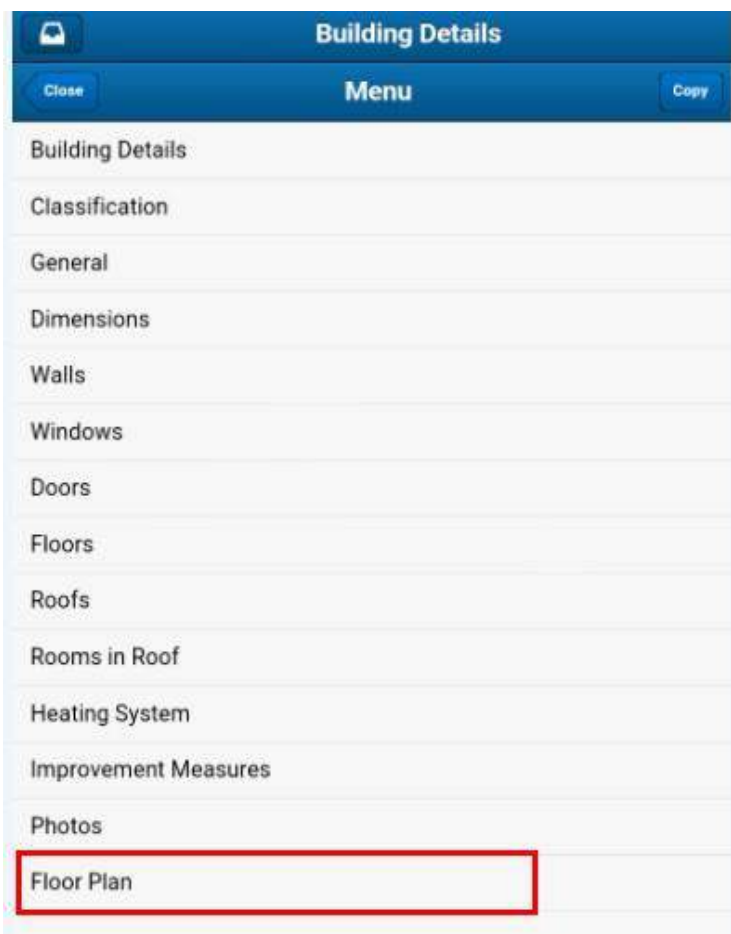 Building Details
Close Menu Copy
Building Details
Classification
General
Dimensions
Walls
Windows
Doors
Floors
Roofs
Rooms in Roof
Heating System
Improvement Measures
Photos
Floor Plan